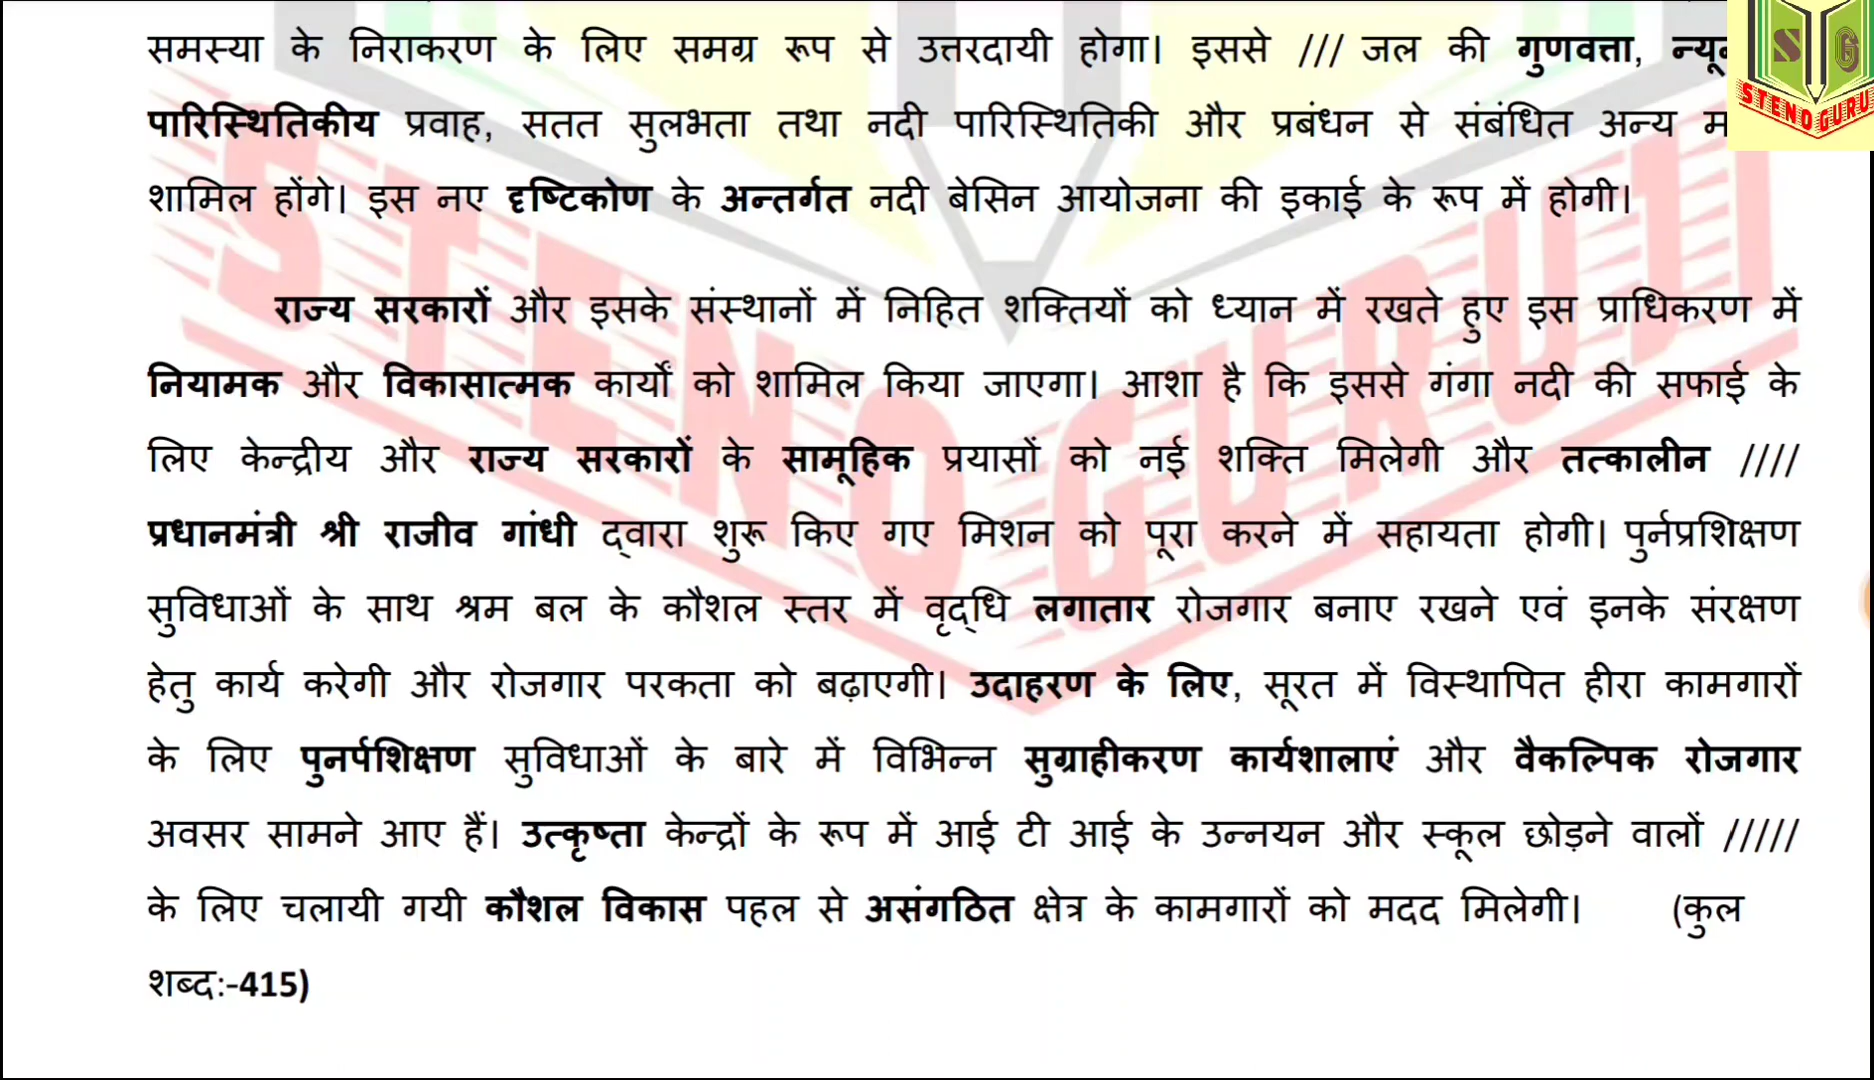 समस्या के निराकरण के लिए समग्र रूप से उत्तरदायी होगा। इससे /// जल की गुणवत्ता,
पारिस्थितिकीय प्रवाह, सतत सुलभता तथा नदी पारिस्थितिकी और प्रबंधन से संबंधित अन्य
शामिल होंगे। इस नए दृष्टिकोण के अन्तर्गत नदी बेसिन आयोजना की इकाई के रूप में होगी।
राज्य सरकारों और इसके संस्थानों में निहित शक्तियों को ध्यान में रखते हुए इस प्राधिकरण में
नियामक और विकासात्मक कार्यों को शामिल किया जाएगा। आशा है कि इससे गंगा नदी की सफाई के
लिए केन्द्रीय और राज्य सरकारों के सामूहिक प्रयासों को नई शक्ति मिलेगी और तत्कालीन ////
प्रधानमंत्री श्री राजीव गांधी द्वारा शुरू किए गए मिशन को पूरा करने में सहायता होगी। पुर्नप्रशिक्षण
सुविधाओं के साथ श्रम बल के कौशल स्तर में वृद्धि लगातार रोजगार बनाए रखने एवं इनके संरक्षण
हेतु कार्य करेगी और रोजगार परकता को बढ़ाएगी। उदाहरण के लिए, सूरत में विस्थापित हीरा कामगारों
के लिए पुनर्पशिक्षण सुविधाओं के बारे में विभिन्न सुग्राहीकरण कार्यशालाएं और वैकल्पिक रोजगार
अवसर सामने आए हैं। उत्कृष्ता केन्द्रों के रूप में आई टी आई के उन्नयन और स्कूल छोड़ने वालों /////
के लिए चलायी गयी कौशल विकास पहल से असंगठित क्षेत्र के कामगारों को मदद मिलेगी। (कुल
शब्द:-415)
SG
STENO GURU
STENO GURUJI